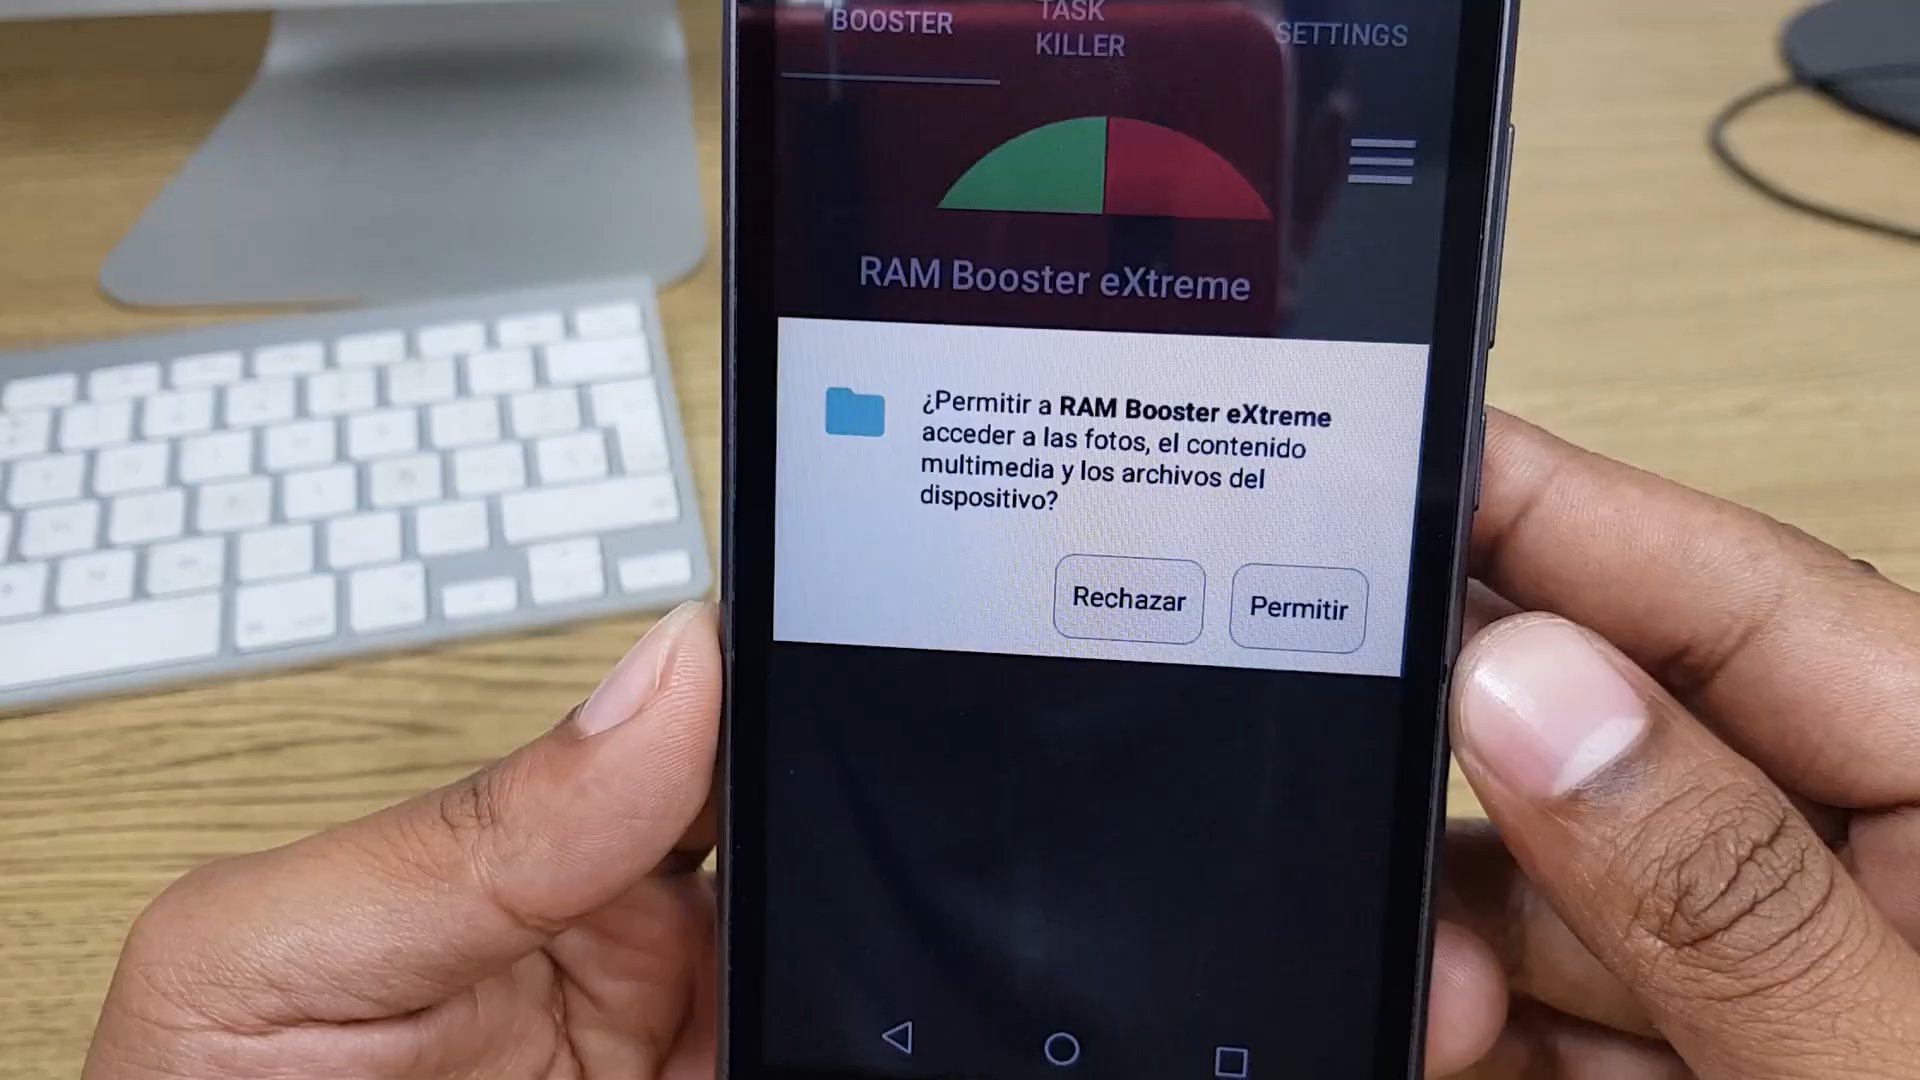 BOOSTER
TASK
KILLER
SETTINGS
RAM Booster eXtreme
¿Permitir a RAM Booster eXtreme
acceder a las fotos, el contenido
multimedia y los archivos del
dispositivo?
Rechazar
Permitir